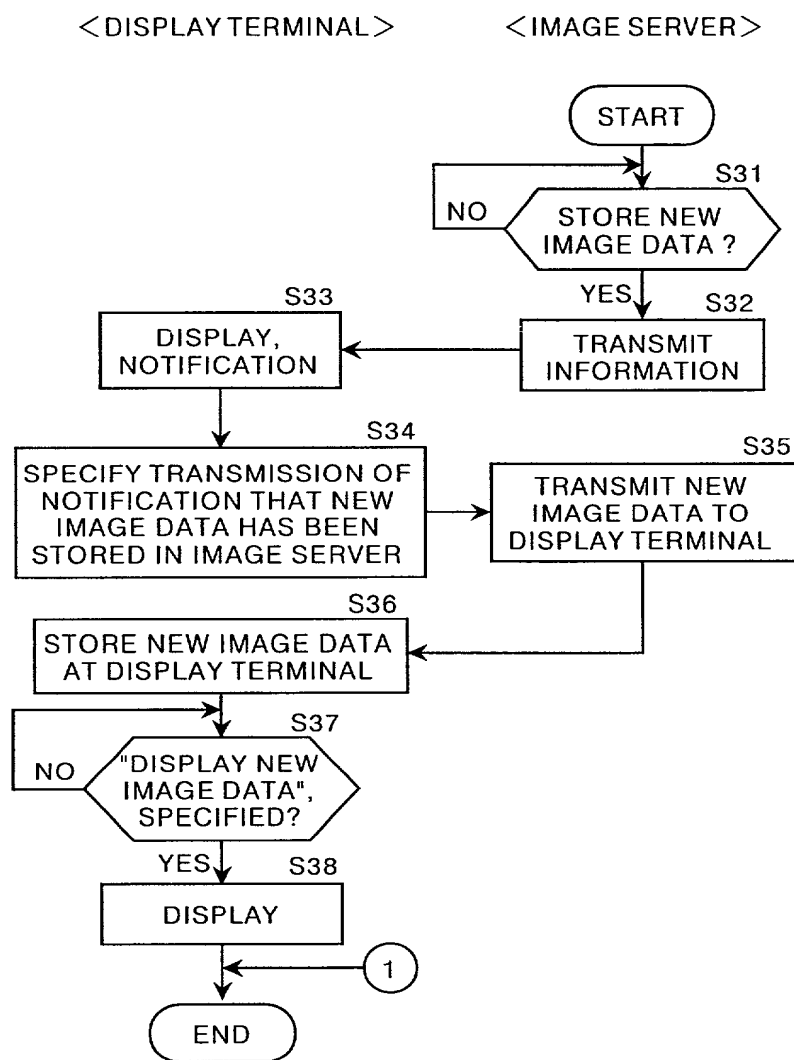 <DISPLAY TERMINAL> <IMAGE SERVER>
START
S31
NO
STORE NEW
IMAGE DATA ?
YES
S32
TRANSMIT
INFORMATION
S33
DISPLAY,
NOTIFICATION
S34
SPECIFY TRANSMISSION OF
NOTIFICATION THAT NEW
IMAGE DATA HAS BEEN
STORED IN IMAGE SERVER
S35
TRANSMIT NEW
IMAGE DATA TO
DISPLAY TERMINAL
S36
STORE NEW IMAGE DATA
AT DISPLAY TERMINAL
S37
NO
"DISPLAY NEW
IMAGE DATA",
SPECIFIED?
YES
S38
DISPLAY
1
END